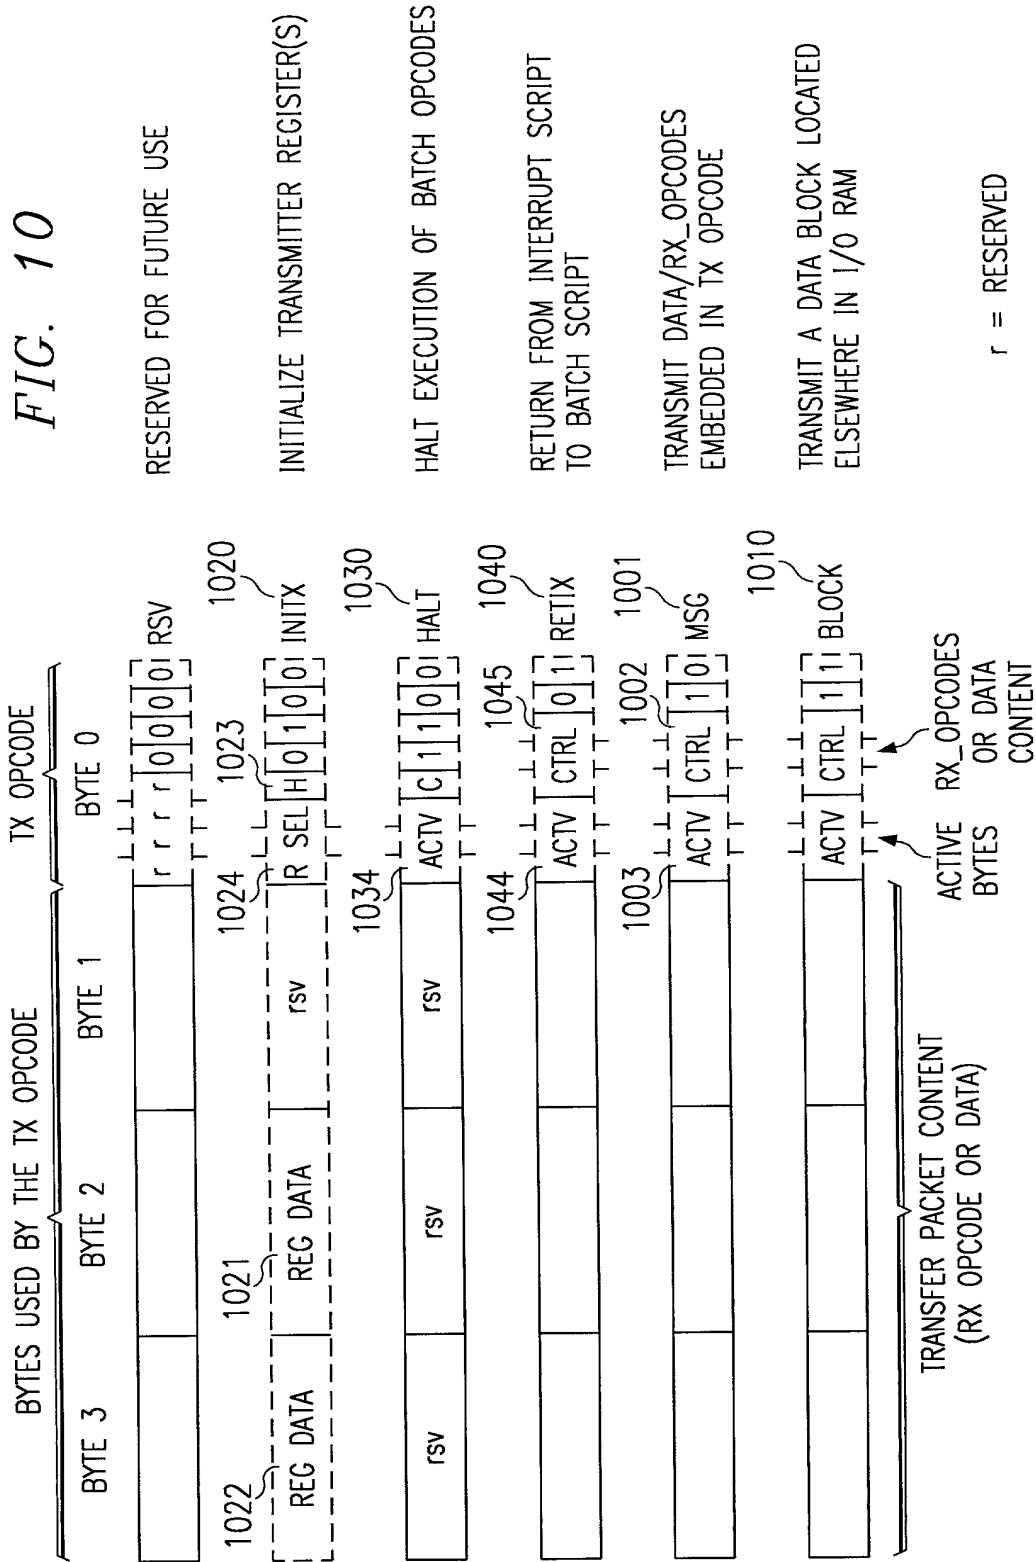 FIG. 10
BYTES USED BY THE TX OPCODE
TX OPCODE
BYTE 3
BYTE 2
BYTE 1
BYTE 0
r r r 0 0 0 0 RSV
RESERVED FOR FUTURE USE
1022
1021
1024
1023
1020
REG DATA
REG DATA
rsv
R SEL H 0 1 0 0 INITX
INITIALIZE TRANSMITTER REGISTER(S)
1034
1030
rsv
rsv
rsv
ACTV C 1 1 0 0 HALT
HALT EXECUTION OF BATCH OPCODES
1044
1045
1040
ACTV CTRL 0 1 RETIX
RETURN FROM INTERRUPT SCRIPT
TO BATCH SCRIPT
1003
1002
1001
ACTV CTRL 1 0 MSG
TRANSMIT DATA/RX_OPCODES
EMBEDDED IN TX OPCODE
1010
ACTV CTRL 1 1 BLOCK
TRANSMIT A DATA BLOCK LOCATED
ELSEWHERE IN I/O RAM
TRANSFER PACKET CONTENT
(RX OPCODE OR DATA)
ACTIVE
BYTES
RX_OPCODES
OR DATA
CONTENT
r = RESERVED